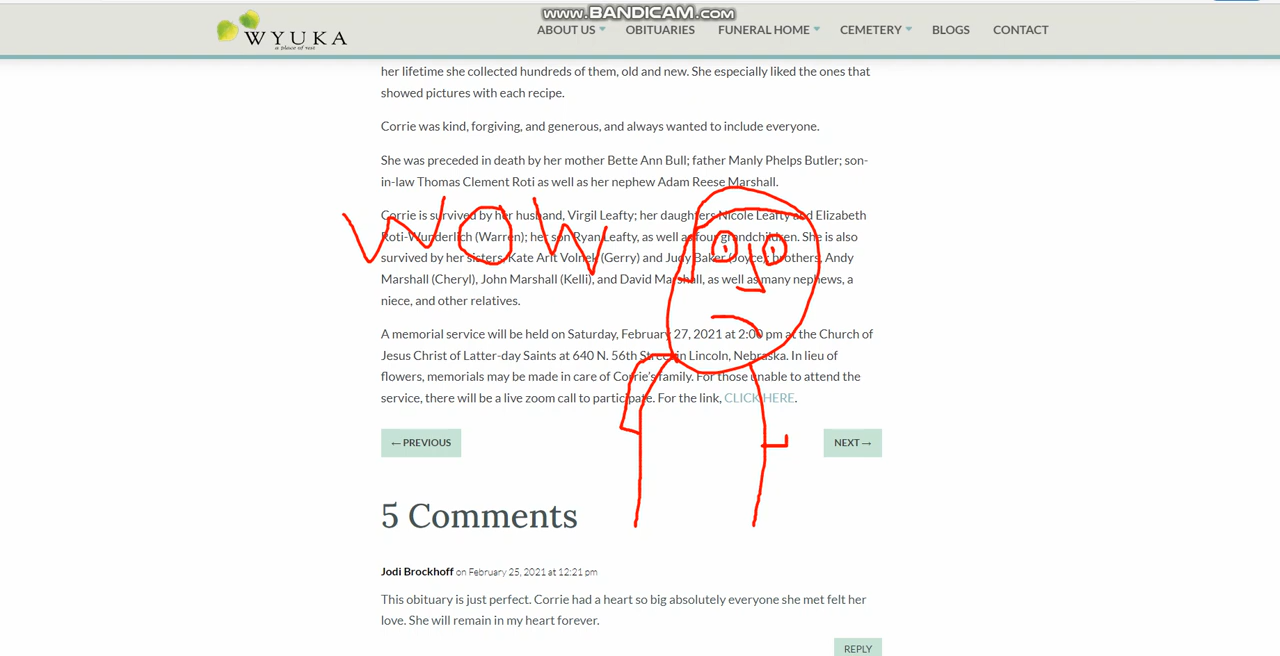 www.BANDICAM.com
WYUKA
a place of rest
ABOUT US OBITUARIES FUNERAL HOME CEMETERY BLOGS CONTACT
her lifetime she collected hundreds of them, old and new. She especially liked the ones that
showed pictures with each recipe.
Corrie was kind, forgiving, and generous, and always wanted to include everyone.
She was preceded in death by her mother Bette Ann Bull; father Manly Phelps Butler; son-
in-law Thomas Clement Roti as well as her nephew Adam Reese Marshall.
Corrie is survived by her husband, Virgil Leafty; her daughters Nicole Leafty and Elizabeth
Roti-Wunderlich (Warren); her son Ryan Leafty, as well as four grandchildren. She is also
survived by her sisters Kate Arlt Volnek (Gerry) and Judy Baker (Joyce); brothers, Andy
Marshall (Cheryl), John Marshall (Kelli), and David Marshall, as well as many nephews, a
niece, and other relatives.
WOW
A memorial service will be held on Saturday, February 27, 2021 at 2:00 pm at the Church of
Jesus Christ of Latter-day Saints at 640 N. 56th Street in Lincoln, Nebraska. In lieu of
flowers, memorials may be made in care of Corrie's family. For those unable to attend the
service, there will be a live zoom call to participate. For the link, CLICK HERE.
← PREVIOUS
NEXT →
5 Comments
Jodi Brockhoff on February 25, 2021 at 12:21 pm
This obituary is just perfect. Corrie had a heart so big absolutely everyone she met felt her
love. She will remain in my heart forever.
REPLY